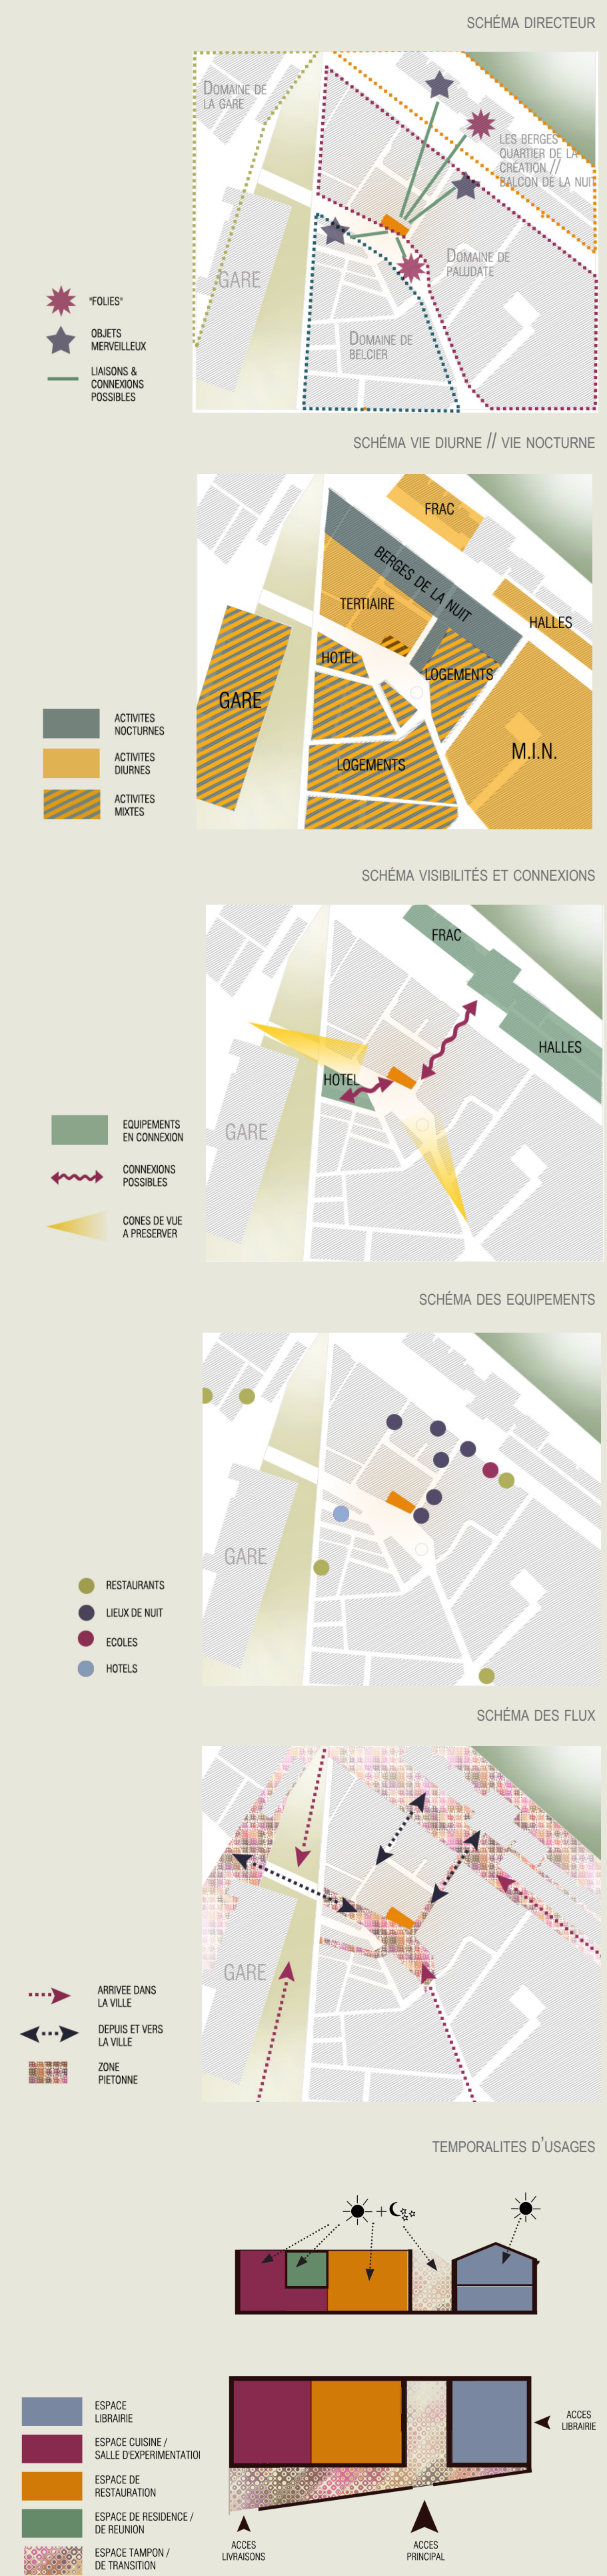 SCHÉMA DIRECTEUR
DOMAINE DE
LA GARE
LES BERGES
QUARTIER DE LA
CRÉATION //
BALCON DE LA NUIT
GARE
DOMAINE DE
PALUDATE
DOMAINE DE
BELCIER
"FOLIES"
OBJETS
MERVEILLEUX
LIAISONS &
CONNEXIONS
POSSIBLES
SCHÉMA VIE DIURNE // VIE NOCTURNE
FRAC
BERGES DE LA NUIT
TERTIAIRE
HALLES
HOTEL
LOGEMENTS
GARE
M.I.N.
LOGEMENTS
ACTIVITES
NOCTURNES
ACTIVITES
DIURNES
ACTIVITES
MIXTES
SCHÉMA VISIBILITÉS ET CONNEXIONS
FRAC
HALLES
HOTEL
GARE
EQUIPEMENTS
EN CONNEXION
CONNEXIONS
POSSIBLES
CONES DE VUE
A PRESERVER
SCHÉMA DES EQUIPEMENTS
GARE
RESTAURANTS
LIEUX DE NUIT
ECOLES
HOTELS
SCHÉMA DES FLUX
GARE
ARRIVEE DANS
LA VILLE
DEPUIS ET VERS
LA VILLE
ZONE
PIETONNE
TEMPORALITES D'USAGES
+
ESPACE
LIBRAIRIE
ESPACE CUISINE /
SALLE D'EXPERIMENTATIOI
ESPACE DE
RESTAURATION
ESPACE DE RESIDENCE /
DE REUNION
ESPACE TAMPON /
DE TRANSITION
ACCES
LIBRAIRIE
ACCES
LIVRAISONS
ACCES
PRINCIPAL